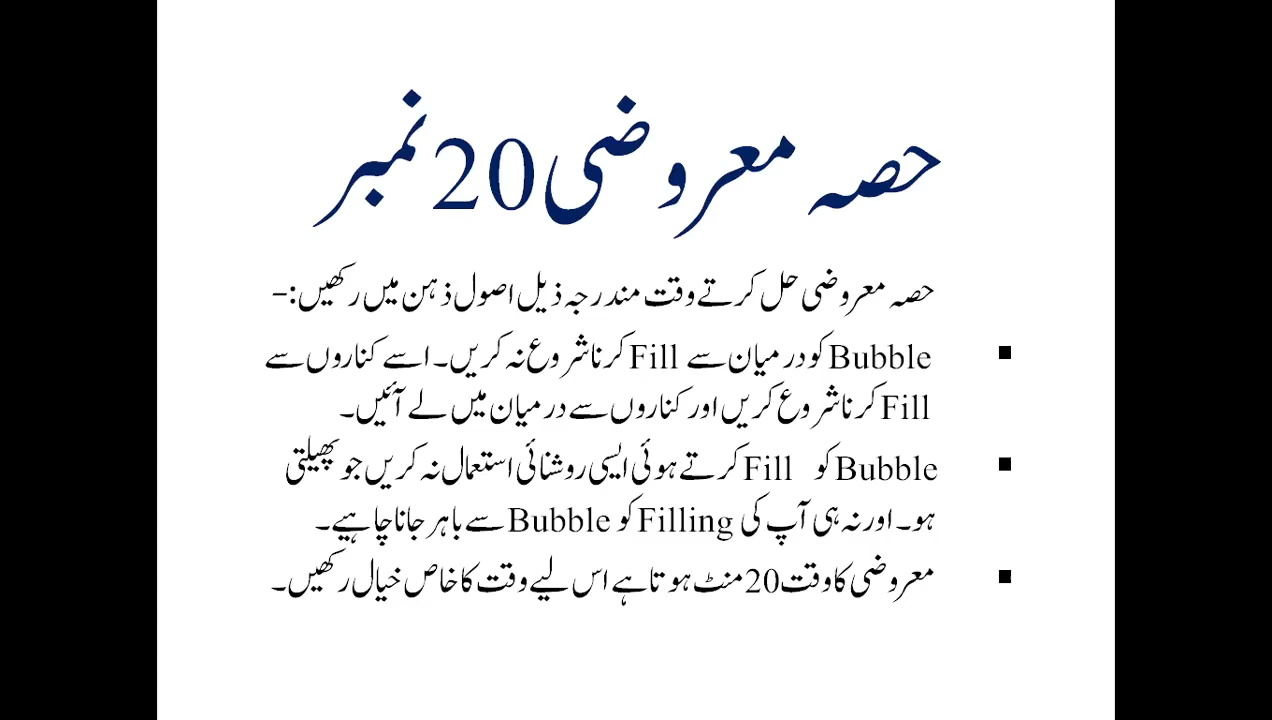 حصہ معروضی 20 نمبر
حصہ معروضی حل کرتے وقت مندرجہ ذیل اصول ذہن میں رکھیں:-
▪ Bubble کو درمیان سے Fill کرنا شروع نہ کریں۔ اسے کناروں سے
Fill کرنا شروع کریں اور کناروں سے درمیان میں لے آئیں۔
▪ Bubble کو Fill کرتے ہوئی ایسی روشنائی استعمال نہ کریں جو پھیلتی
ہو۔ اور نہ ہی آپ کی Filling کو Bubble سے باہر جانا چاہیے۔
▪ معروضی کا وقت 20 منٹ ہوتا ہے اس لیے وقت کا خاص خیال رکھیں۔